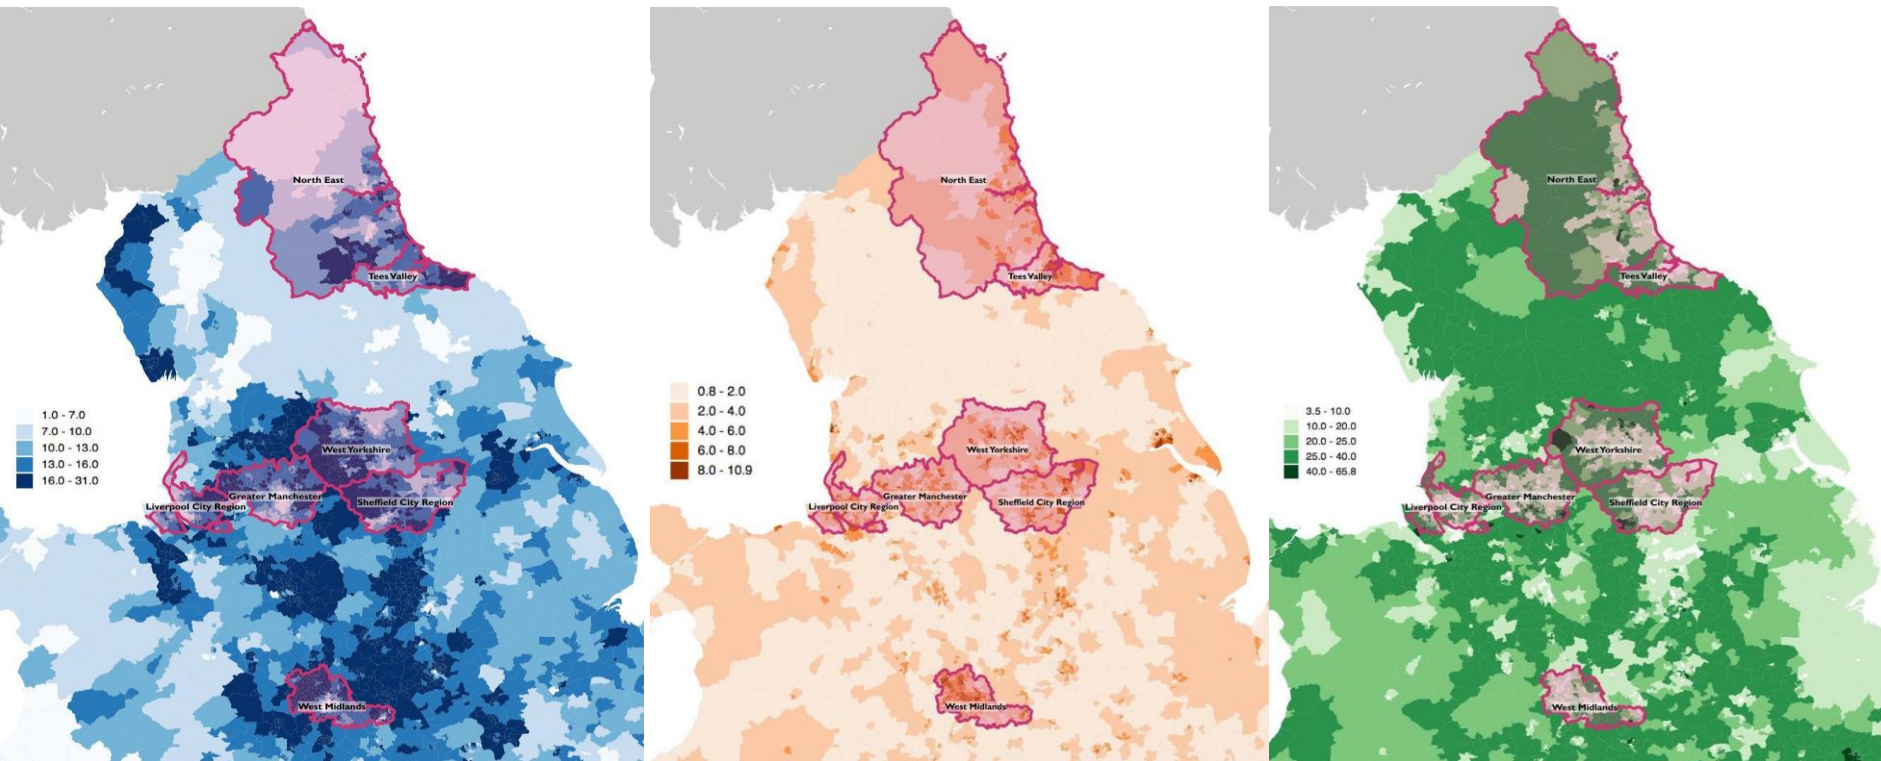 North East
Tees Valley
1.0 - 7.0
7.0 - 10.0
10.0 - 13.0
13.0 - 16.0
16.0 - 31.0
West Yorkshire
Greater Manchester
Liverpool City Region
Sheffield City Region
West Midlands
North East
Tees Valley
0.8 - 2.0
2.0 - 4.0
4.0 - 6.0
6.0 - 8.0
8.0 - 10.9
West Yorkshire
Greater Manchester
Liverpool City Region
Sheffield City Region
West Midlands
North East
Tees Valley
3.5 - 10.0
10.0 - 20.0
20.0 - 25.0
25.0 - 40.0
40.0 - 65.8
West Yorkshire
Greater Manchester
Liverpool City Region
Sheffield City Region
West Midlands